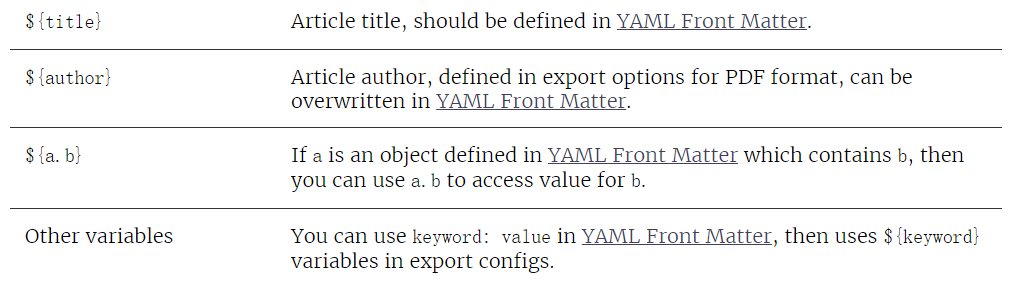 ${title} Article title, should be defined in YAML Front Matter.
${author} Article author, defined in export options for PDF format, can be
overwritten in YAML Front Matter.
${a.b} If a is an object defined in YAML Front Matter which contains b, then
you can use a.b to access value for b.
Other variables You can use keyword: value in YAML Front Matter, then uses ${keyword}
variables in export configs.